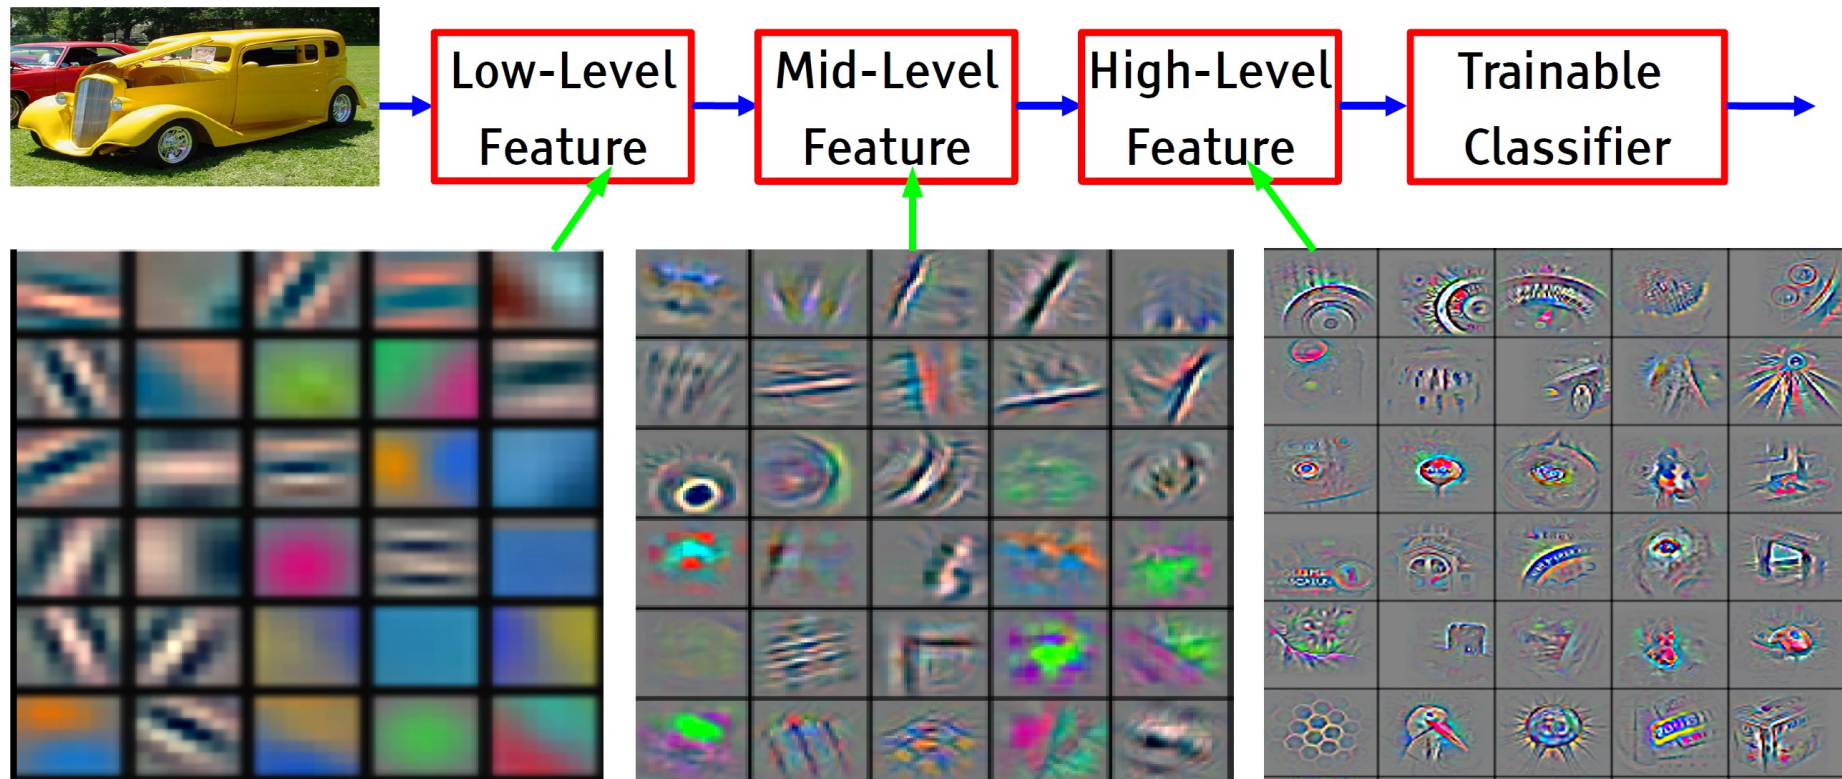 Low-Level
Feature
Mid-Level
Feature
High-Level
Feature
Trainable
Classifier